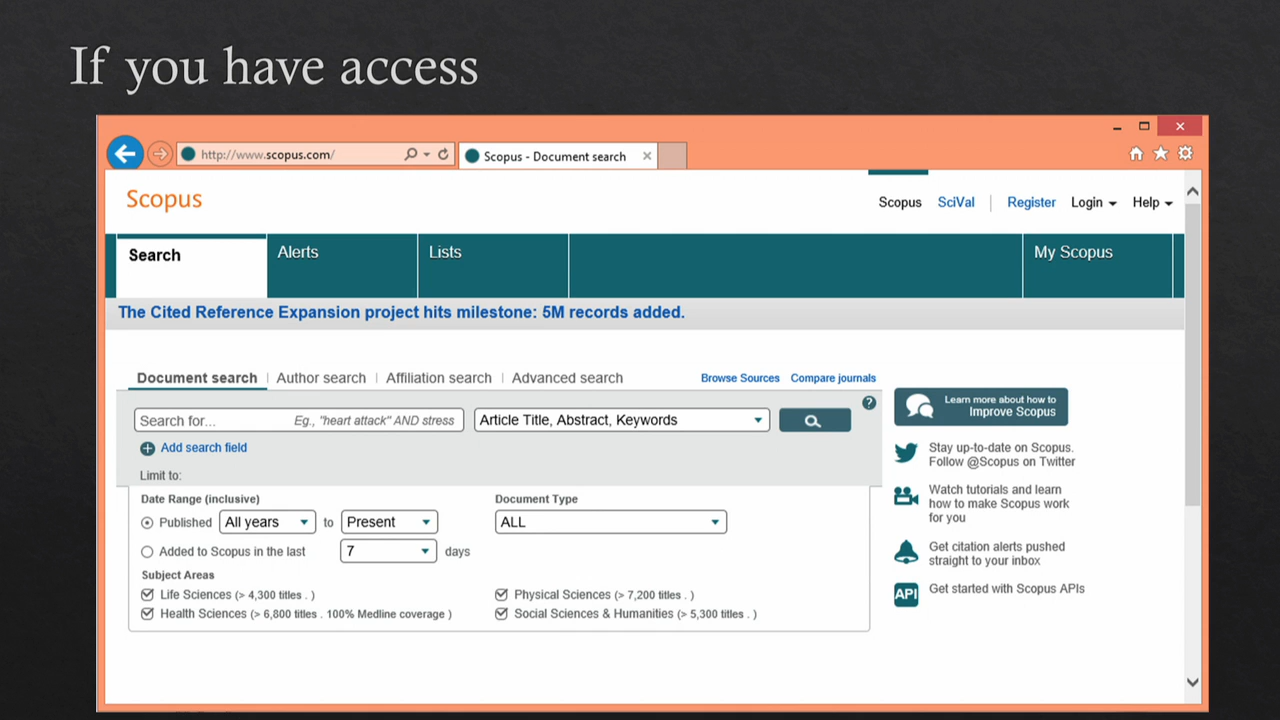 If you have access
http://www.scopus.com/
Scopus - Document search
Scopus
Scopus SciVal Register Login Help
Search Alerts Lists My Scopus
The Cited Reference Expansion project hits milestone: 5M records added.
Document search Author search Affiliation search Advanced search Browse Sources Compare journals
Search for... Eg., "heart attack" AND stress Article Title, Abstract, Keywords ?
Add search field
Limit to:
Date Range (inclusive) Document Type
Published All years to Present ALL
Added to Scopus in the last 7 days
Subject Areas
Life Sciences (> 4,300 titles . ) Physical Sciences (> 7,200 titles . )
Health Sciences (> 6,800 titles . 100% Medline coverage ) Social Sciences & Humanities (> 5,300 titles . )
Learn more about how to
Improve Scopus
Stay up-to-date on Scopus.
Follow @Scopus on Twitter
Watch tutorials and learn
how to make Scopus work
for you
Get citation alerts pushed
straight to your inbox
API Get started with Scopus APIs